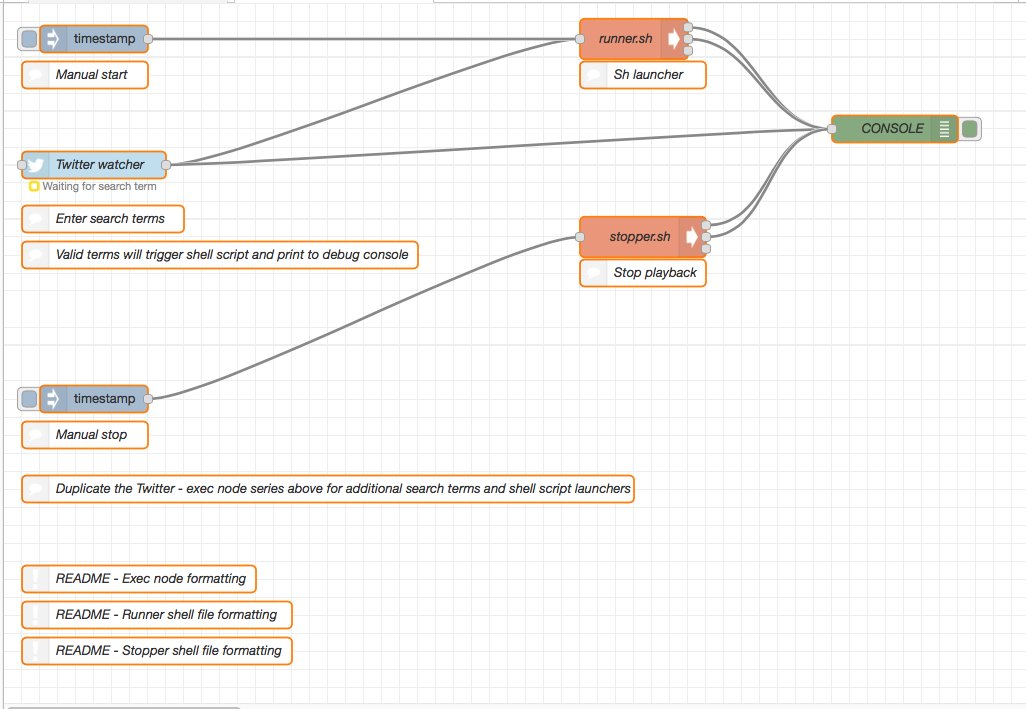 timestamp
runner.sh
Manual start
Sh launcher
CONSOLE
Twitter watcher
Waiting for search term
Enter search terms
stopper.sh
Valid terms will trigger shell script and print to debug console
Stop playback
timestamp
Manual stop
Duplicate the Twitter - exec node series above for additional search terms and shell script launchers
README - Exec node formatting
README - Runner shell file formatting
README - Stopper shell file formatting